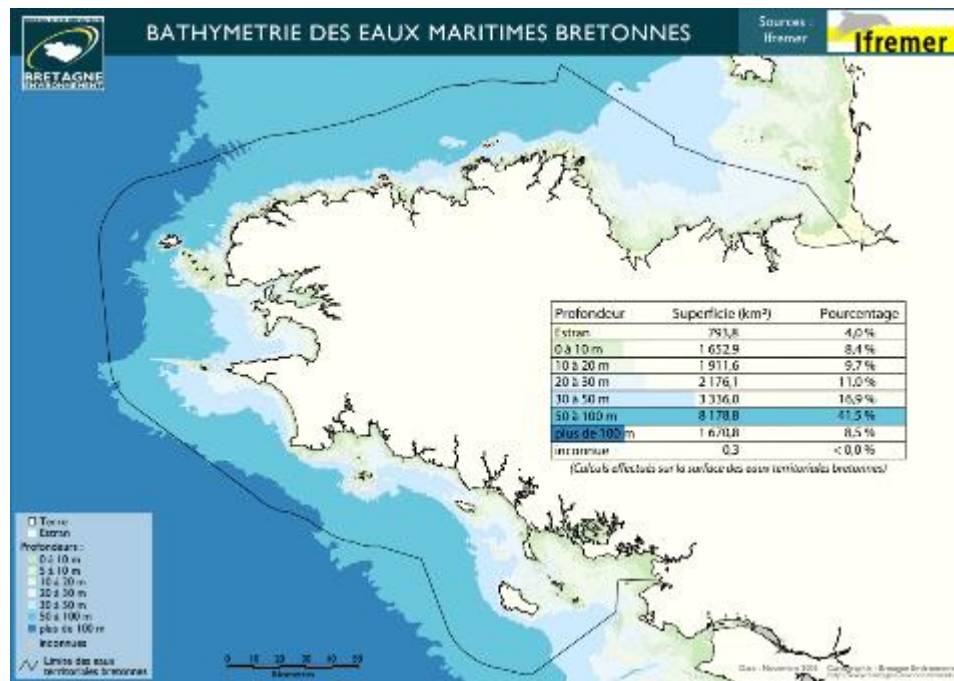 BATHYMETRIE DES EAUX MARITIMES BRETONNES
Sources :
Ifremer
Ifremer
BRETAGNE
ENVIRONNEMENT
Profondeur Superficie (km²) Pourcentage
Estran 793,8 4,0 %
0 à 10 m 1 652,9 8,4 %
10 à 20 m 1 911,6 9,7 %
20 à 30 m 2 176,1 11,0 %
30 à 50 m 3 336,0 16,9 %
50 à 100 m 8 178,8 41,5 %
plus de 100 m 1 670,8 8,5 %
inconnue 0,3 < 0,0 %
(Calculs effectués sur la surface des eaux territoriales bretonnes)
Terre
Estran
Profondeurs :
0 à 10 m
5 à 10 m
10 à 20 m
20 à 30 m
30 à 50 m
50 à 100 m
plus de 100 m
inconnues
Limite des eaux
territoriales bretonnes
0 10 20 30 40 50
Kilomètres
Novembre
Bretagne Environnement